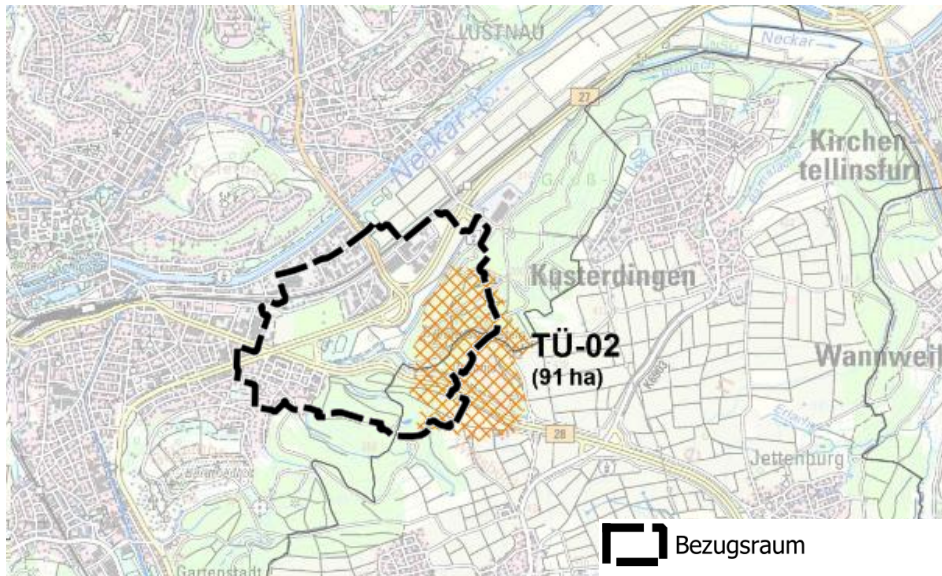 LUSTNAU
Neckar
Neckar
27
Kirchen-
tellinsfurt
Kusterdingen
TÜ-02
(91 ha)
Wannweil
28
Jettenburg
Gartenstadt
Bezugsraum